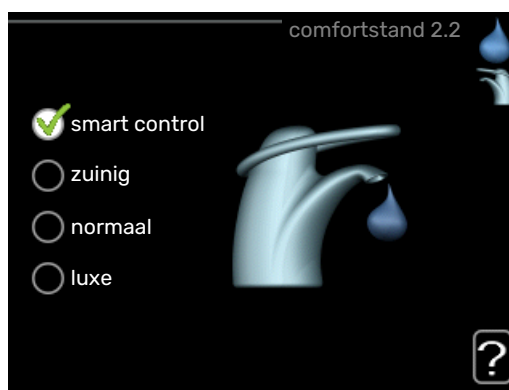 comfortstand 2.2
smart control
zuinig
normaal
luxe
?